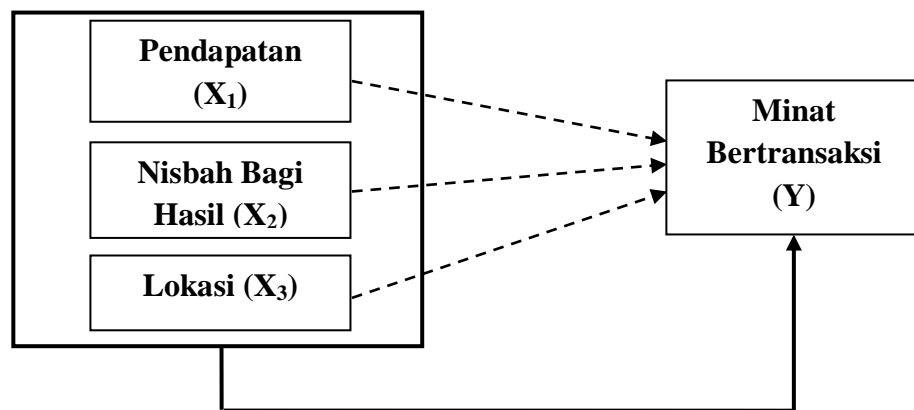 Pendapatan
(X₁)
Nisbah Bagi
Hasil (X₂)
Lokasi (X₃)
Minat
Bertransaksi
(Y)